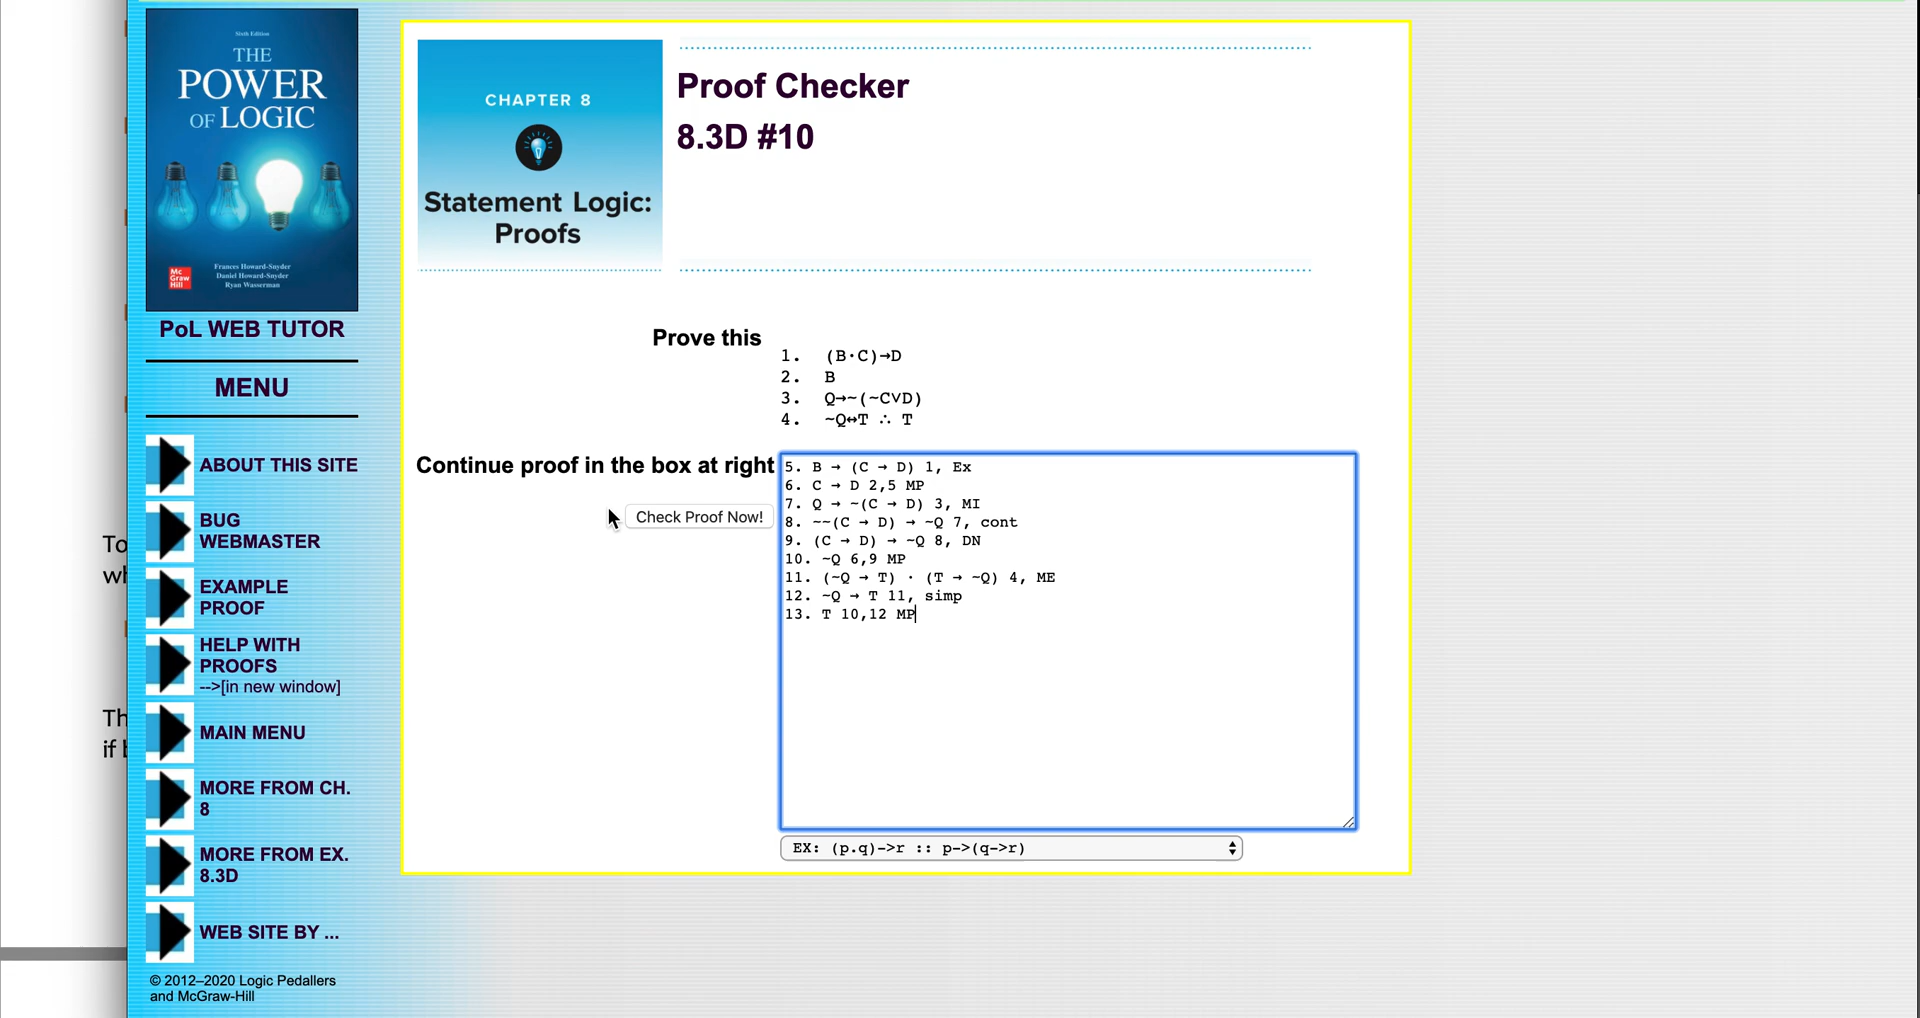 Sixth Edition
THE
POWER
OF LOGIC
Mc
Graw
Hill
Frances Howard-Snyder
Daniel Howard-Snyder
Ryan Wasserman
PoL WEB TUTOR
MENU
ABOUT THIS SITE
BUG
WEBMASTER
EXAMPLE
PROOF
HELP WITH
PROOFS
-->[in new window]
MAIN MENU
MORE FROM CH.
8
MORE FROM EX.
8.3D
WEB SITE BY ...
© 2012–2020 Logic Pedallers
and McGraw-Hill
CHAPTER 8
Statement Logic:
Proofs
Proof Checker
8.3D #10
Prove this
1. (B·C)→D
2. B
3. Q→~(~CVD)
4. ~Q↔T ∴ T
Continue proof in the box at right
Check Proof Now!
5. B → (C → D) 1, Ex
6. C → D 2,5 MP
7. Q → ~(C → D) 3, MI
8. ~~(C → D) → ~Q 7, cont
9. (C → D) → ~Q 8, DN
10. ~Q 6,9 MP
11. (~Q → T) · (T → ~Q) 4, ME
12. ~Q → T 11, simp
13. T 10,12 MP
EX: (p.q)->r :: p->(q->r)
To
Th
if